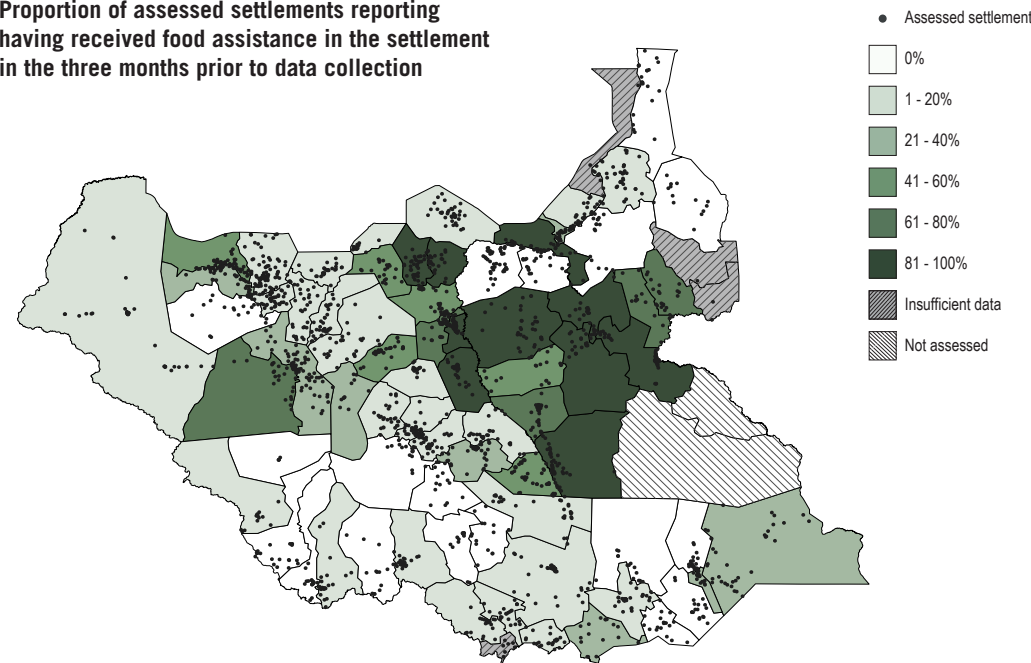 Proportion of assessed settlements reporting
having received food assistance in the settlement
in the three months prior to data collection
Assessed settlement
0%
1 - 20%
21 - 40%
41 - 60%
61 - 80%
81 - 100%
Insufficient data
Not assessed